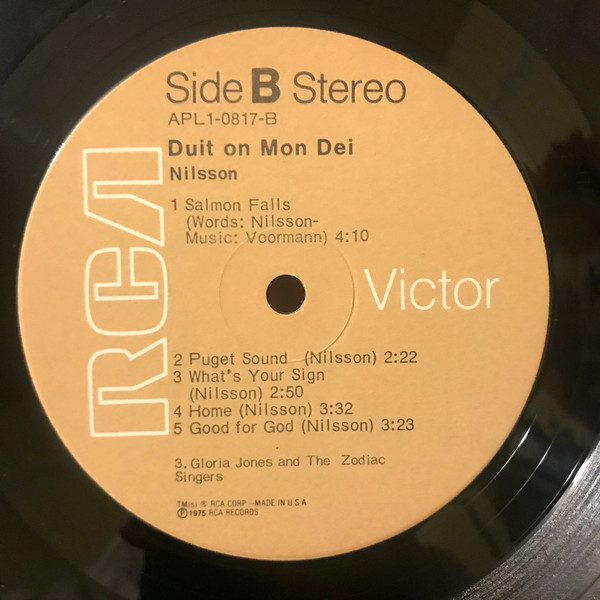 Side B Stereo
APL1-0817-B
Duit on Mon Dei
Nilsson
1 Salmon Falls
(Words: Nilsson-
Music: Voormann) 4:10
RCA
Victor
2 Puget Sound (Nilsson) 2:22
3 What's Your Sign
(Nilsson) 2:50
4 Home (Nilsson) 3:32
5 Good for God (Nilsson) 3:23
3. Gloria Jones and The Zodiac
Singers
TM(s) ® RCA CORP -MADE IN U.S.A
℗ 1975 RCA RECORDS